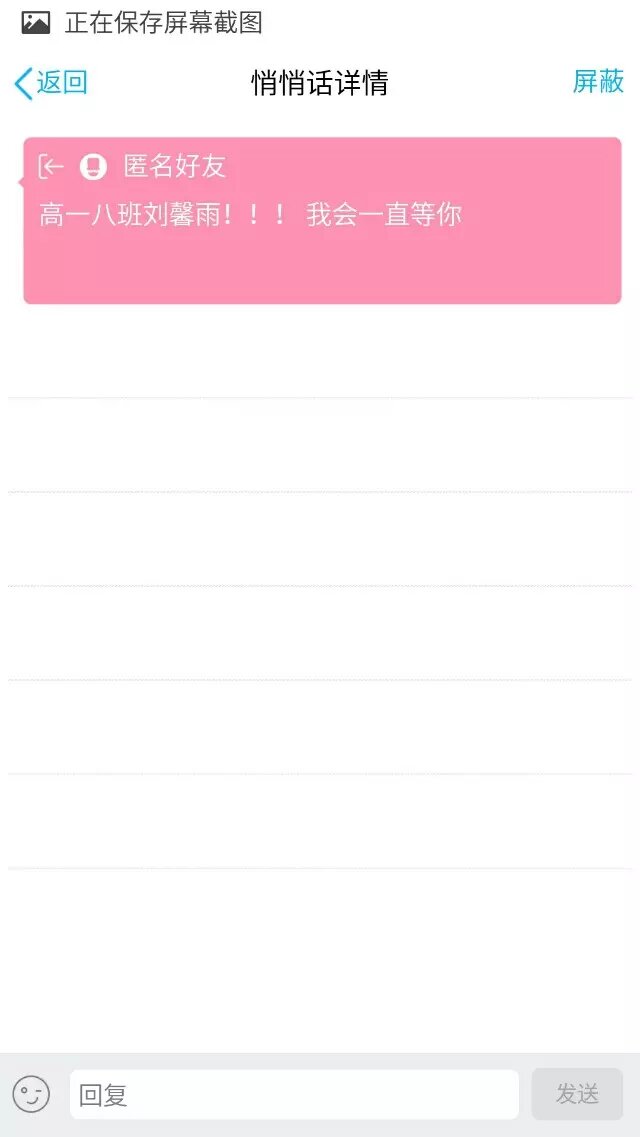 正在保存屏幕截图
返回 悄悄话详情 屏蔽
匿名好友
高一八班刘馨雨！！！ 我会一直等你
回复 发送